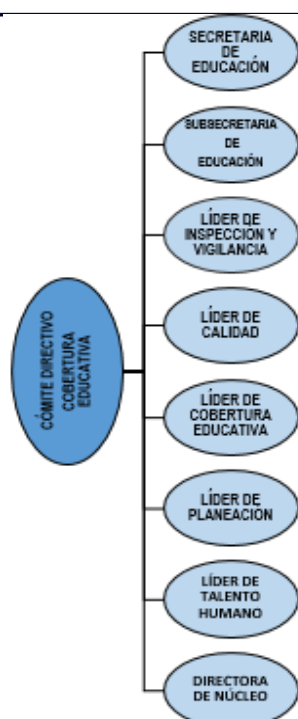 CÓMITE DIRECTIVO
COBERTURA
EDUCATIVA
SECRETARIA
DE
EDUCACIÓN
SUBSECRETARIA
DE
EDUCACIÓN
LÍDER DE
INSPECCIÓN Y
VIGILANCIA
LÍDER DE
CALIDAD
LÍDER DE
COBERTURA
EDUCATIVA
LÍDER DE
PLANEACIÓN
LÍDER DE
TALENTO
HUMANO
DIRECTORA
DE NÚCLEO